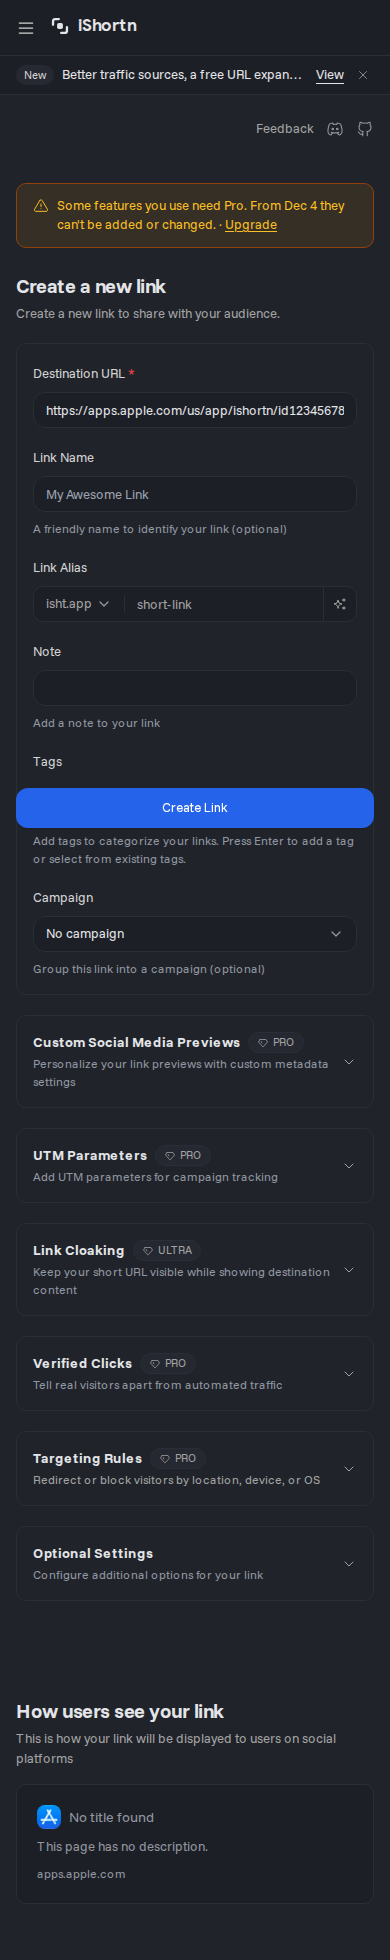 iShortn
New Better traffic sources, a free URL expan... View
Feedback
Some features you use need Pro. From Dec 4 they
can't be added or changed. · Upgrade
Create a new link
Create a new link to share with your audience.
Destination URL *
https://apps.apple.com/us/app/ishortn/id12345678
Link Name
My Awesome Link
A friendly name to identify your link (optional)
Link Alias
isht.app short-link
Note
Add a note to your link
Tags
Create Link
Add tags to categorize your links. Press Enter to add a tag
or select from existing tags.
Campaign
No campaign
Group this link into a campaign (optional)
Custom Social Media Previews PRO
Personalize your link previews with custom metadata
settings
UTM Parameters PRO
Add UTM parameters for campaign tracking
Link Cloaking ULTRA
Keep your short URL visible while showing destination
content
Verified Clicks PRO
Tell real visitors apart from automated traffic
Targeting Rules PRO
Redirect or block visitors by location, device, or OS
Optional Settings
Configure additional options for your link
How users see your link
This is how your link will be displayed to users on social
platforms
No title found
This page has no description.
apps.apple.com